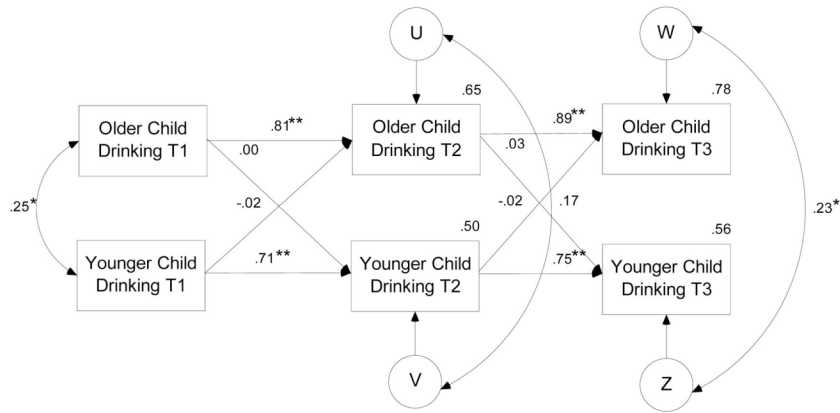 U
W
.65
.78
Older Child
Drinking T1
.81**
.00
Older Child
Drinking T2
.89**
.03
Older Child
Drinking T3
.25*
-.02
-.02
.17
.23*
.50
.56
Younger Child
Drinking T1
.71**
Younger Child
Drinking T2
.75**
Younger Child
Drinking T3
V
Z